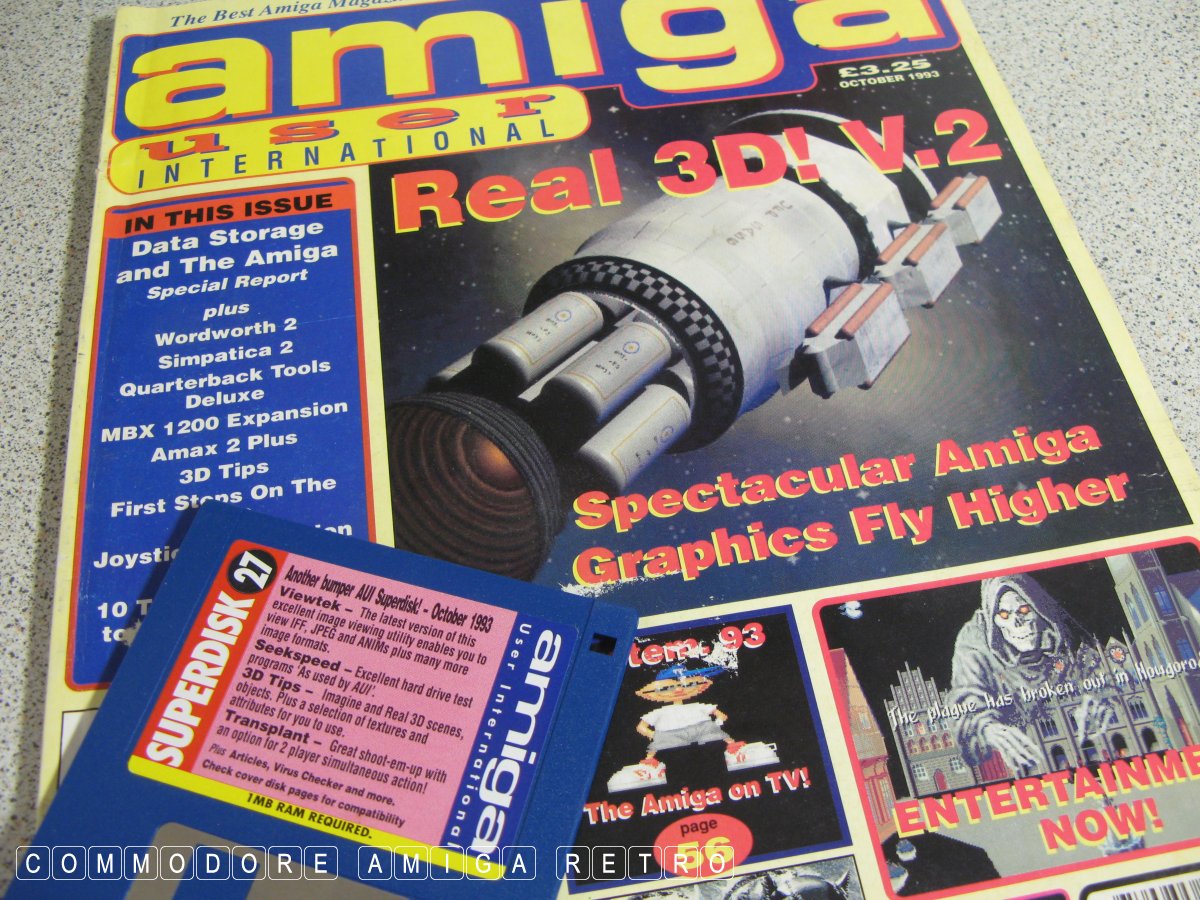 The Best Amiga
amiga
user
INTERNATIONAL
£3.25
OCTOBER 1993
Real 3D! V.2
IN THIS ISSUE
Data Storage
and The Amiga
Special Report
plus
Wordworth 2
Simpatica 2
Quarterback Tools
Deluxe
MBX 1200 Expansion
Amax 2 Plus
3D Tips
First Steps On The
10
to
Spectacular Amiga
Graphics Fly Higher
SUPERDISK 27
Another bumper AUI Superdisk! - October 1993
Viewtek – The latest version of this
excellent image viewing utility enables you to
view IFF, JPEG and ANIMs plus many more
image formats.
Seekspeed – Excellent hard drive test
programs 'As used by AUI'.
3D Tips – Imagine and Real 3D scenes,
objects. Plus a selection of textures and
attributes for you to use.
Transplant – Great shoot-em-up with
an option for 2 player simultaneous action!
Plus Articles, Virus Checker and more.
Check cover disk pages for compatibility
1MB RAM REQUIRED.
amiga
User International
93
The Amiga on TV!
page
56
The plague has broken out in
ENTERTAINME
NOW!
COMMODORE AMIGA RETRO